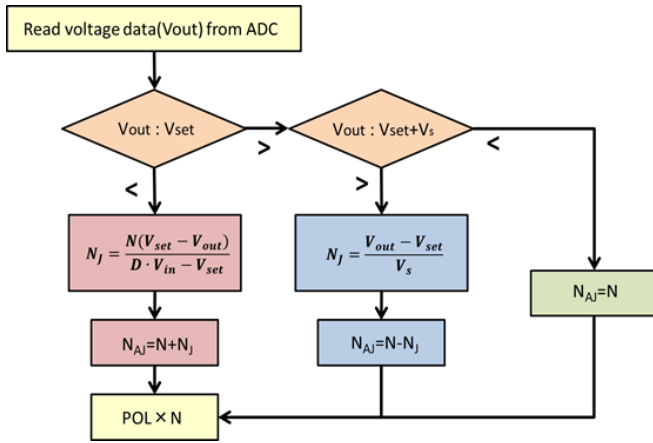 Read voltage data(Vout) from ADC
Vout : Vset
>
Vout : Vset+Vs
<
<
>
N_J = N(V_set − V_out) / D · V_in − V_set
N_J = V_out − V_set / V_s
N_AJ=N
N_AJ=N+N_J
N_AJ=N-N_J
POL × N